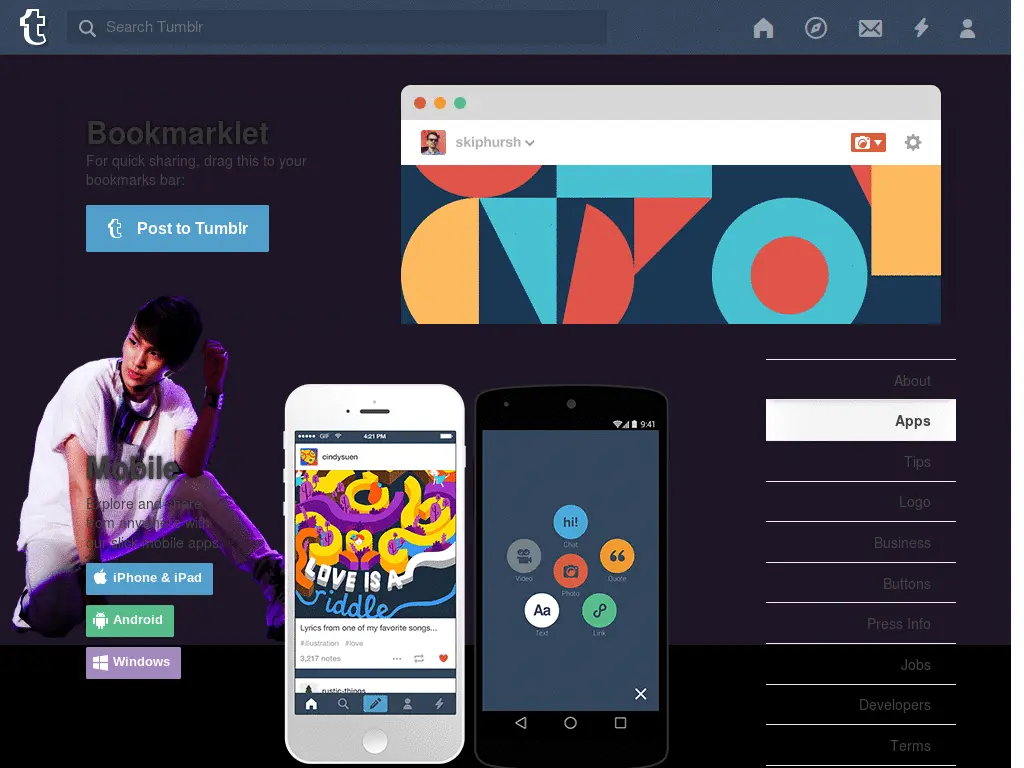 Search Tumblr
Bookmarklet
For quick sharing, drag this to your
bookmarks bar:
Post to Tumblr
skiphursh
Mobile
Explore and share
from anywhere with
our slick mobile apps.
iPhone & iPad
Android
Windows
GIF
4:21 PM
cindysuen
LOVE IS A
riddle
Lyrics from one of my favorite songs...
#illustration #love
3,217 notes
rustic-things
9:41
hi!
Chat
Video
Quote
Photo
Aa
Text
Link
About
Apps
Tips
Logo
Business
Buttons
Press Info
Jobs
Developers
Terms